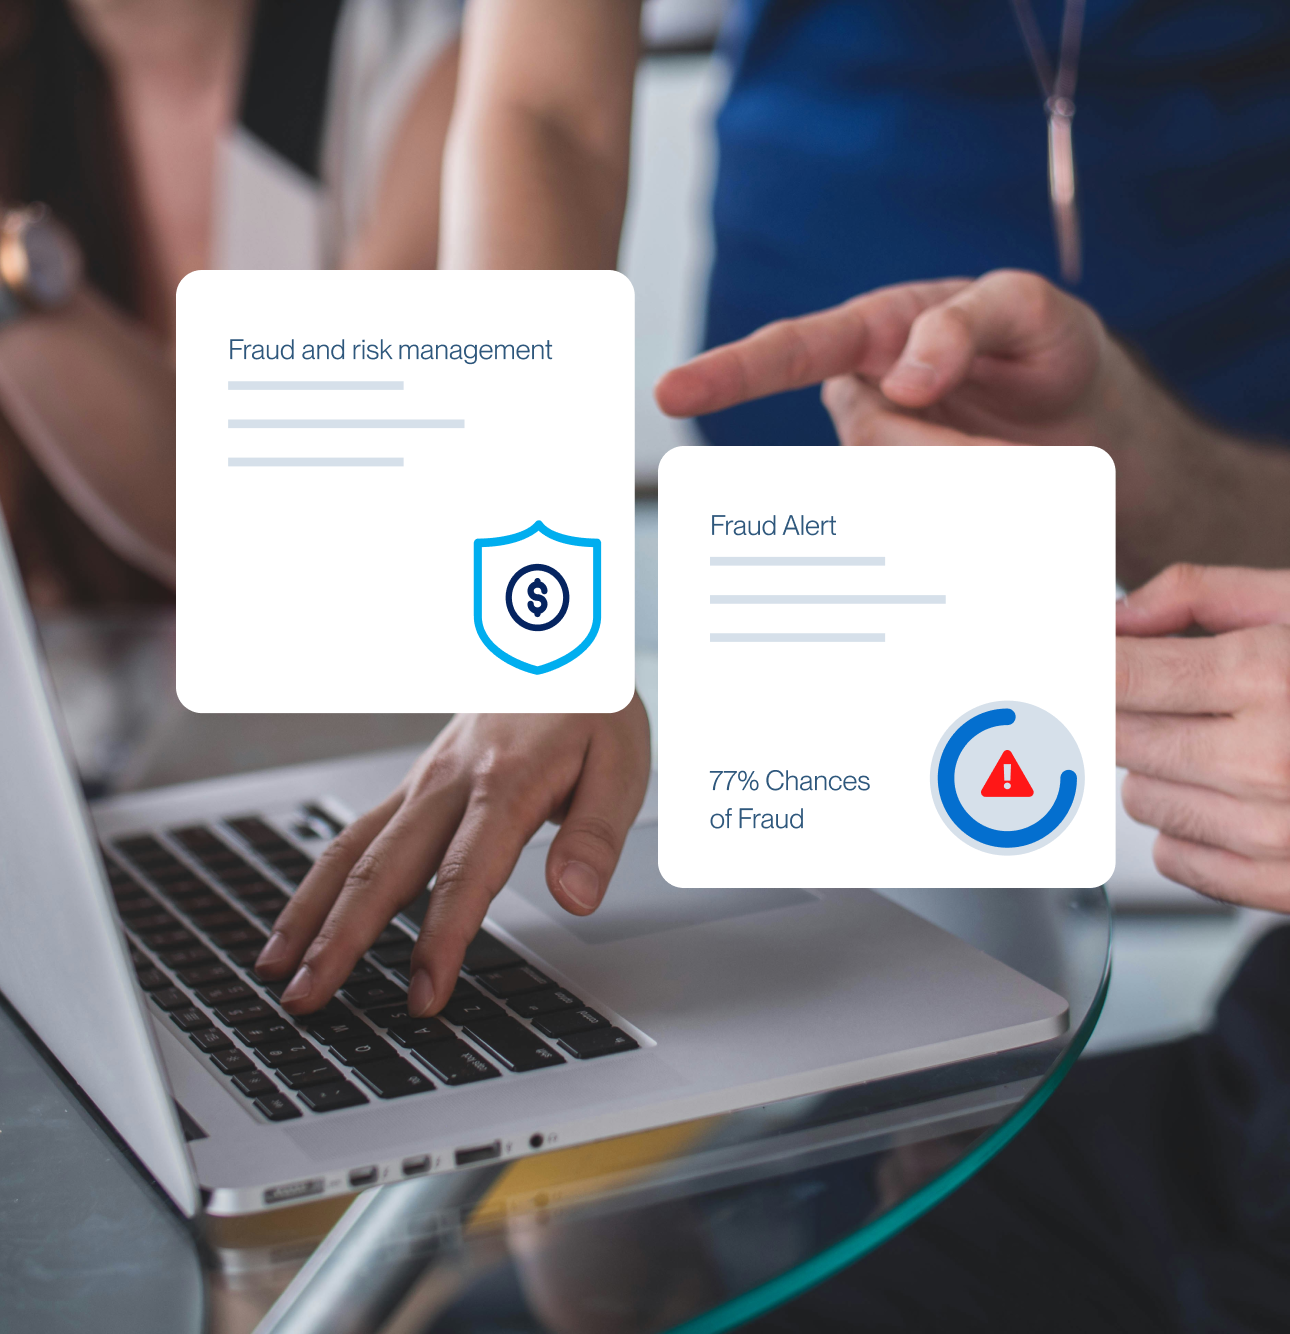 Fraud and risk management
$
Fraud Alert
77% Chances
of Fraud
!
A